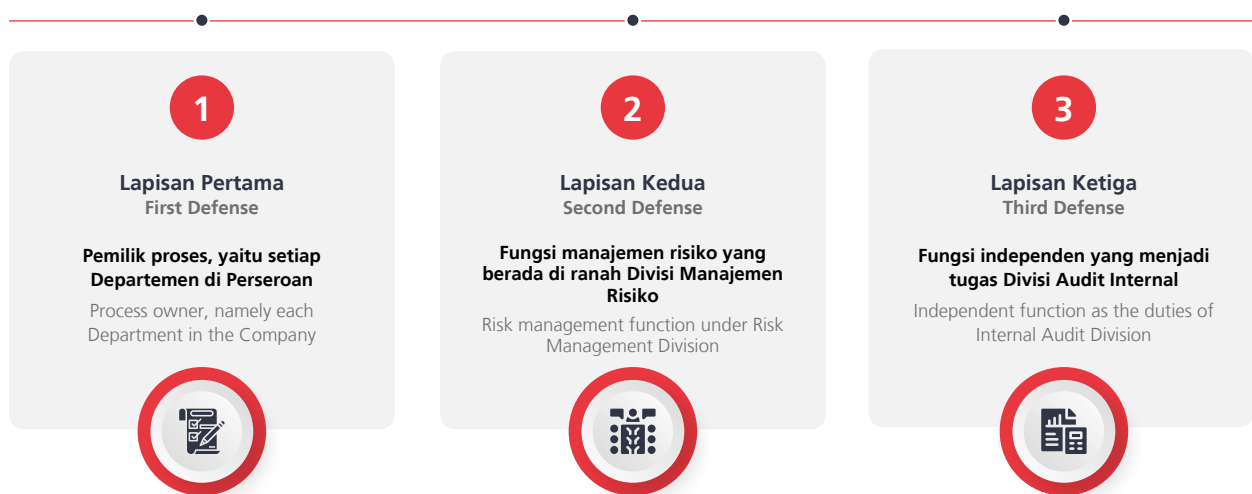 1
Lapisan Pertama
First Defense
Pemilik proses, yaitu setiap
Departemen di Perseroan
Process owner, namely each
Department in the Company
2
Lapisan Kedua
Second Defense
Fungsi manajemen risiko yang
berada di ranah Divisi Manajemen
Risiko
Risk management function under Risk
Management Division
3
Lapisan Ketiga
Third Defense
Fungsi independen yang menjadi
tugas Divisi Audit Internal
Independent function as the duties of
Internal Audit Division